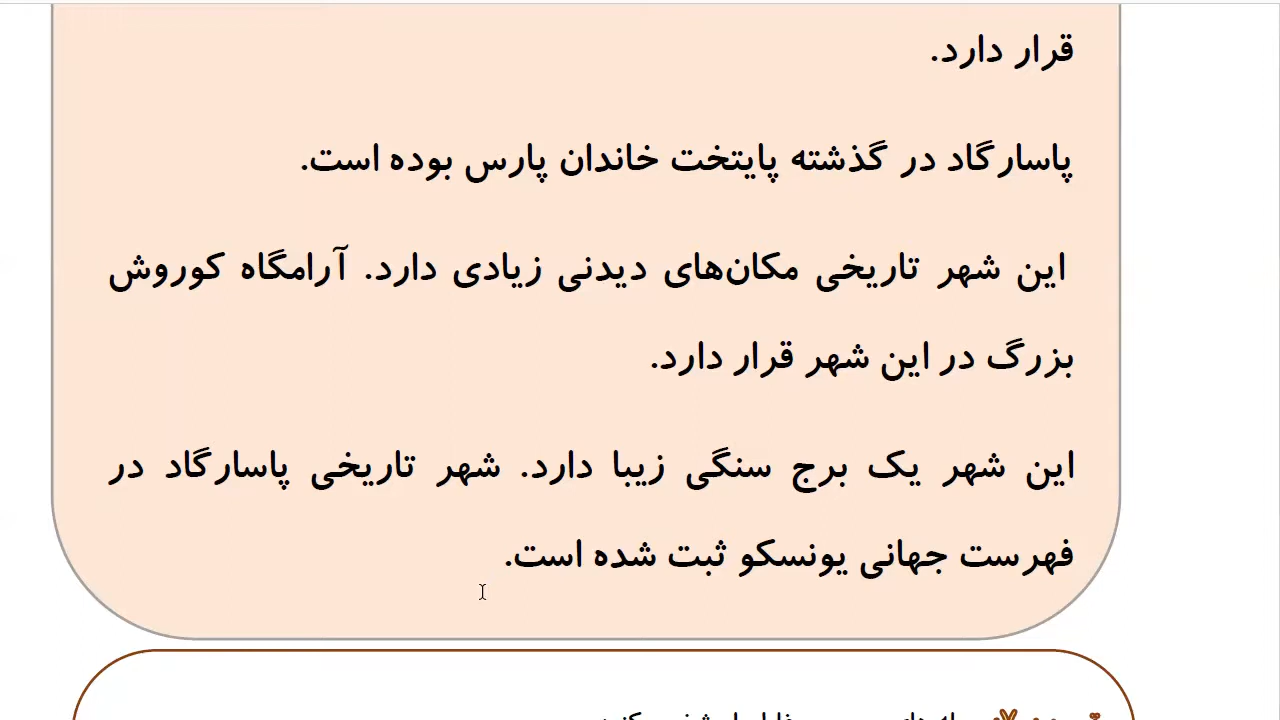 قرار دارد.
پاسارگاد در گذشته پایتخت خاندان پارس بوده است.
این شهر تاریخی مکان‌های دیدنی زیادی دارد. آرامگاه کوروش
بزرگ در این شهر قرار دارد.
این شهر یک برج سنگی زیبا دارد. شهر تاریخی پاسارگاد در
فهرست جهانی یونسکو ثبت شده است.